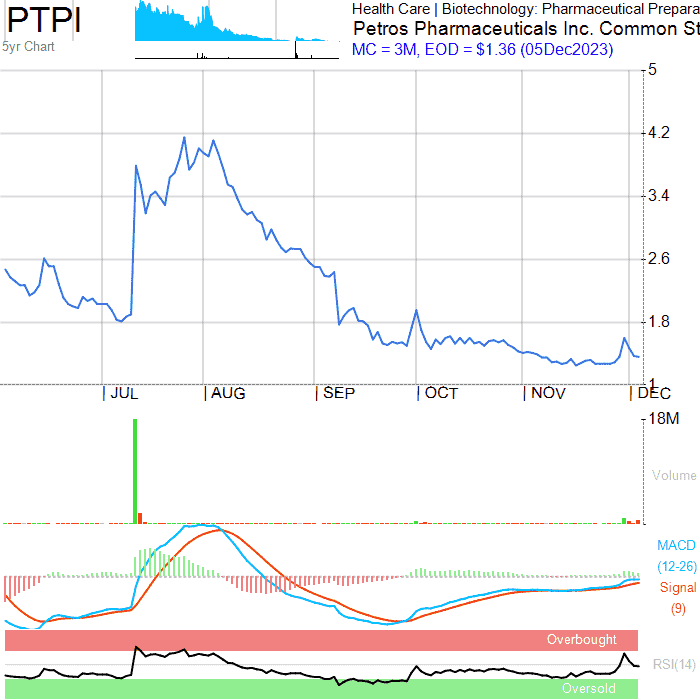 PTPI
5yr Chart
Health Care | Biotechnology: Pharmaceutical Prepara
Petros Pharmaceuticals Inc. Common St
MC = 3M, EOD = $1.36 (05Dec2023)
5
4.2
3.4
2.6
1.8
1
JUL AUG SEP OCT NOV DEC
18M
Volume
MACD
(12-26)
Signal
(9)
Overbought
RSI(14)
Oversold